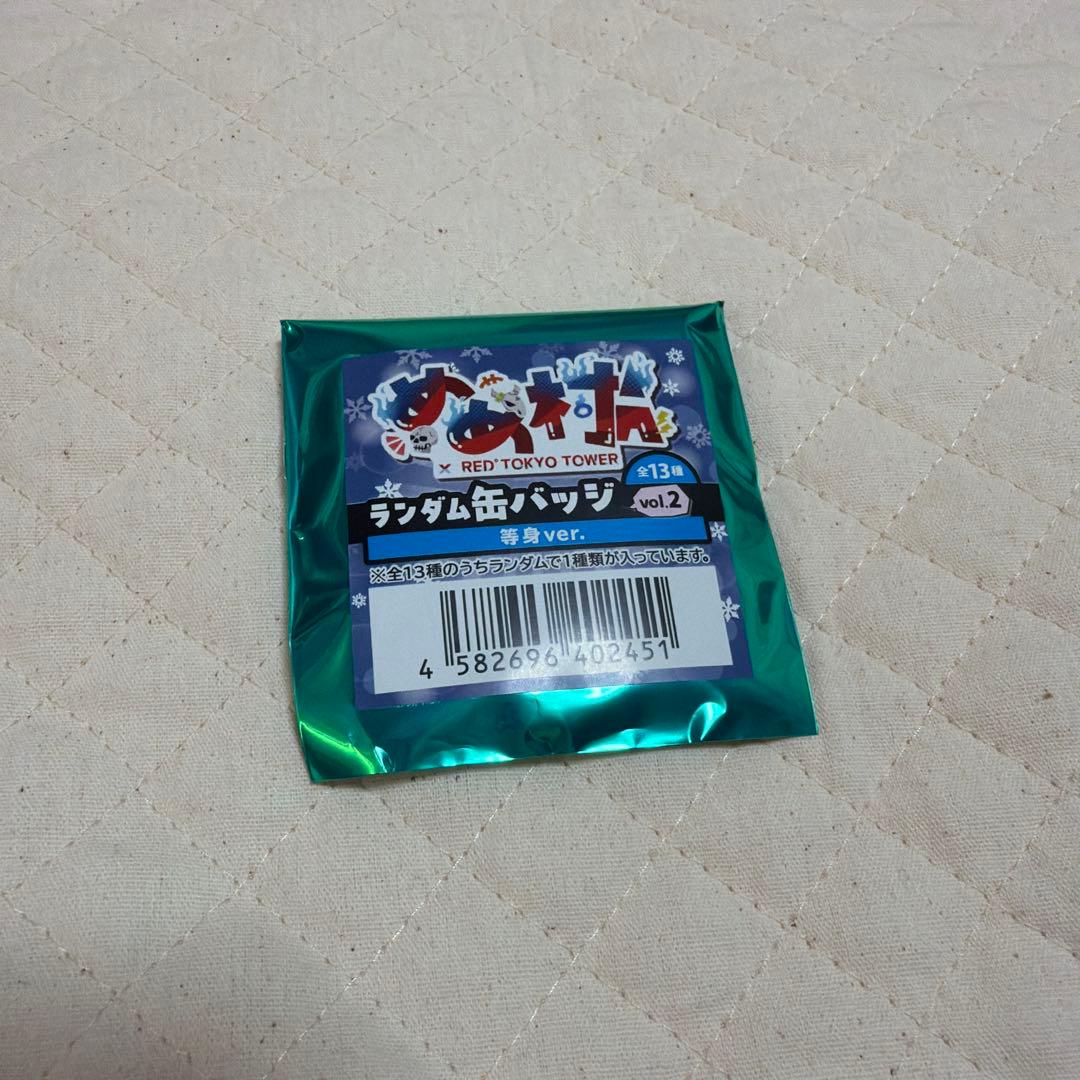 めめ村
× RED° TOKYO TOWER
全13種
ランダム缶バッジ vol.2
等身ver.
※全13種のうちランダムで1種類が入っています。
4 582696 402451